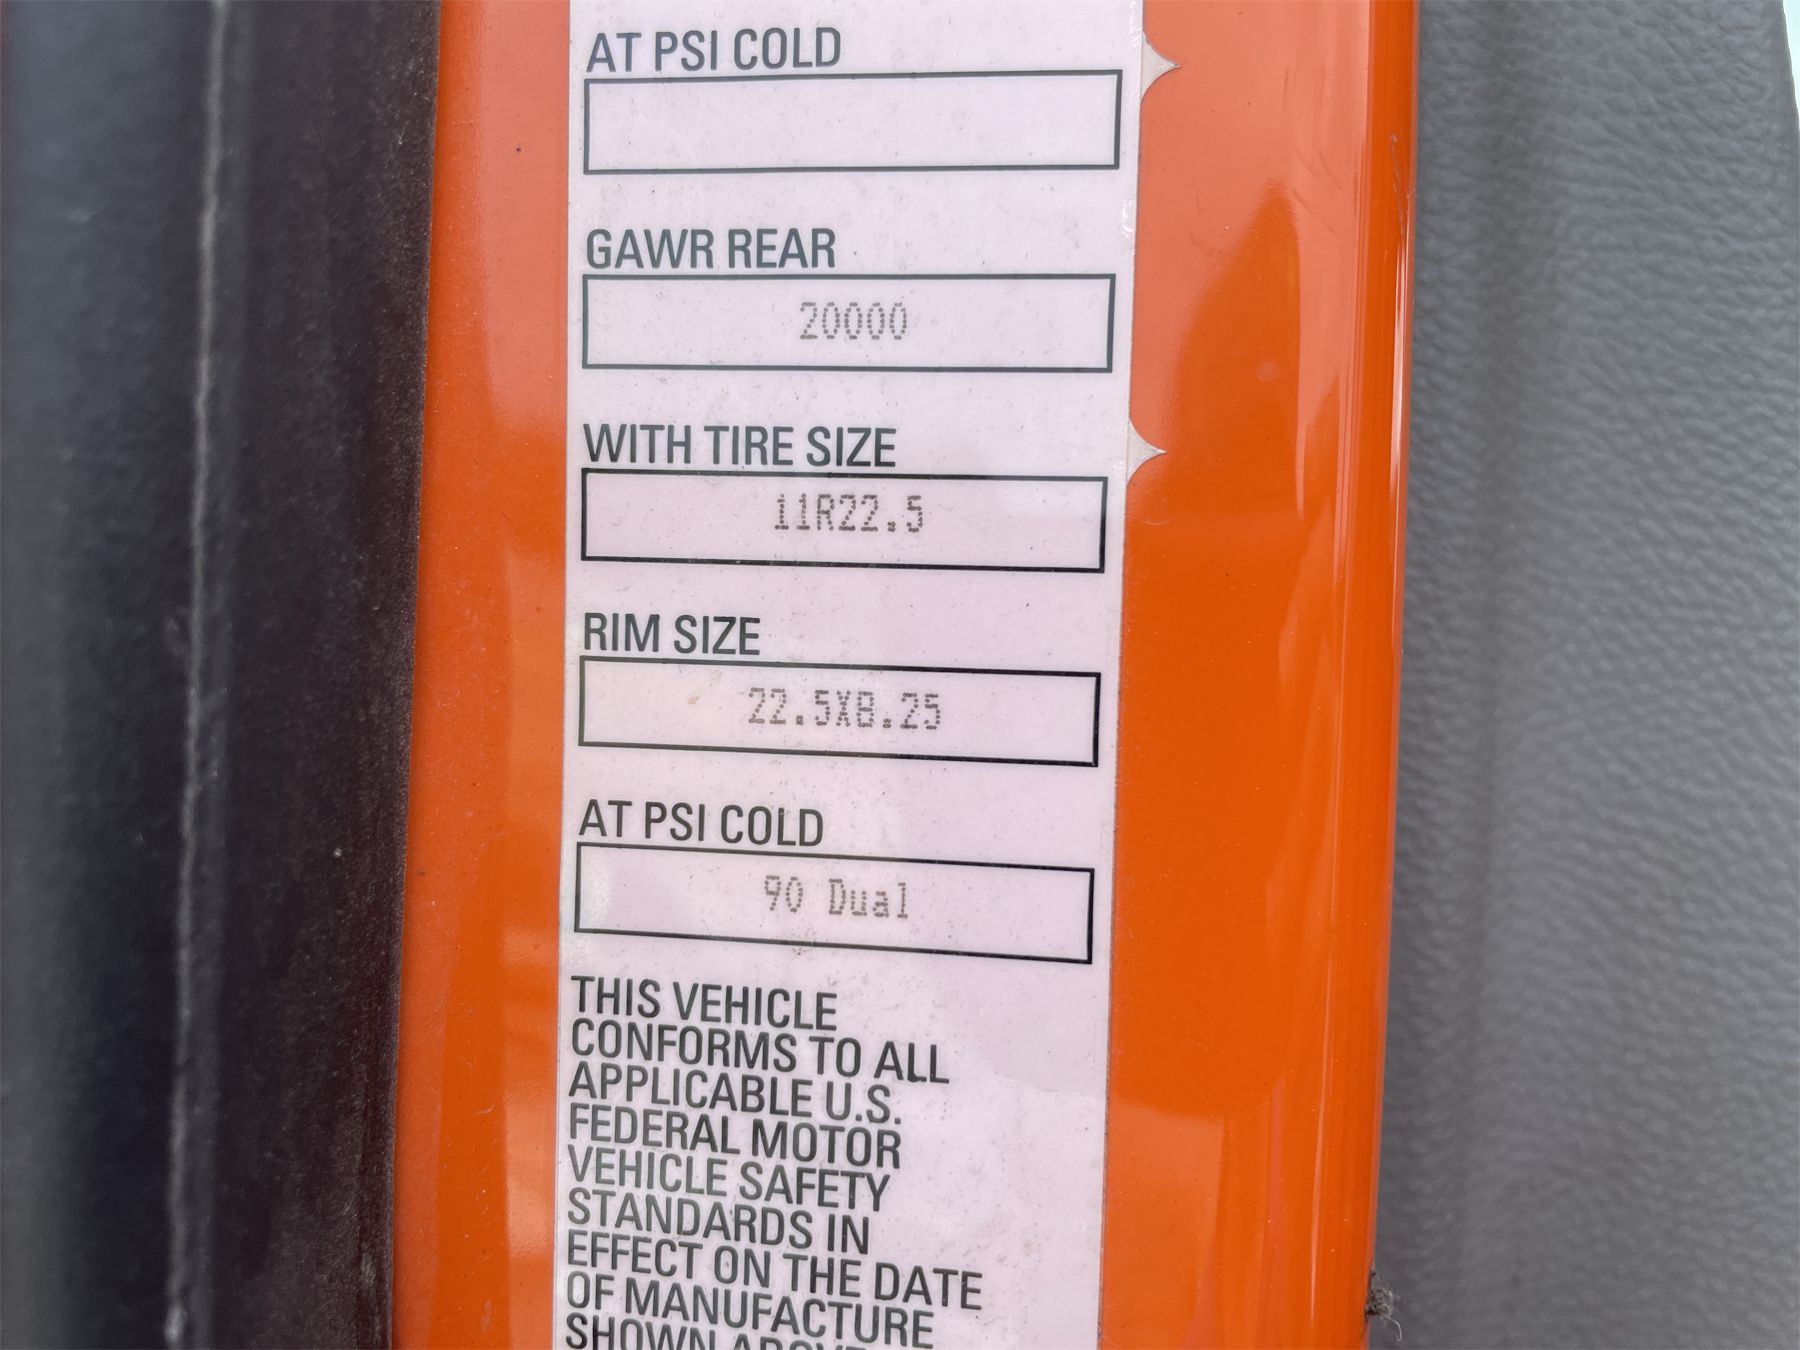 AT PSI COLD
GAWR REAR
20000
WITH TIRE SIZE
11R22.5
RIM SIZE
22.5X8.25
AT PSI COLD
90 Dual
THIS VEHICLE
CONFORMS TO ALL
APPLICABLE U.S.
FEDERAL MOTOR
VEHICLE SAFETY
STANDARDS IN
EFFECT ON THE DATE
OF MANUFACTURE
SHOWN ABOVE